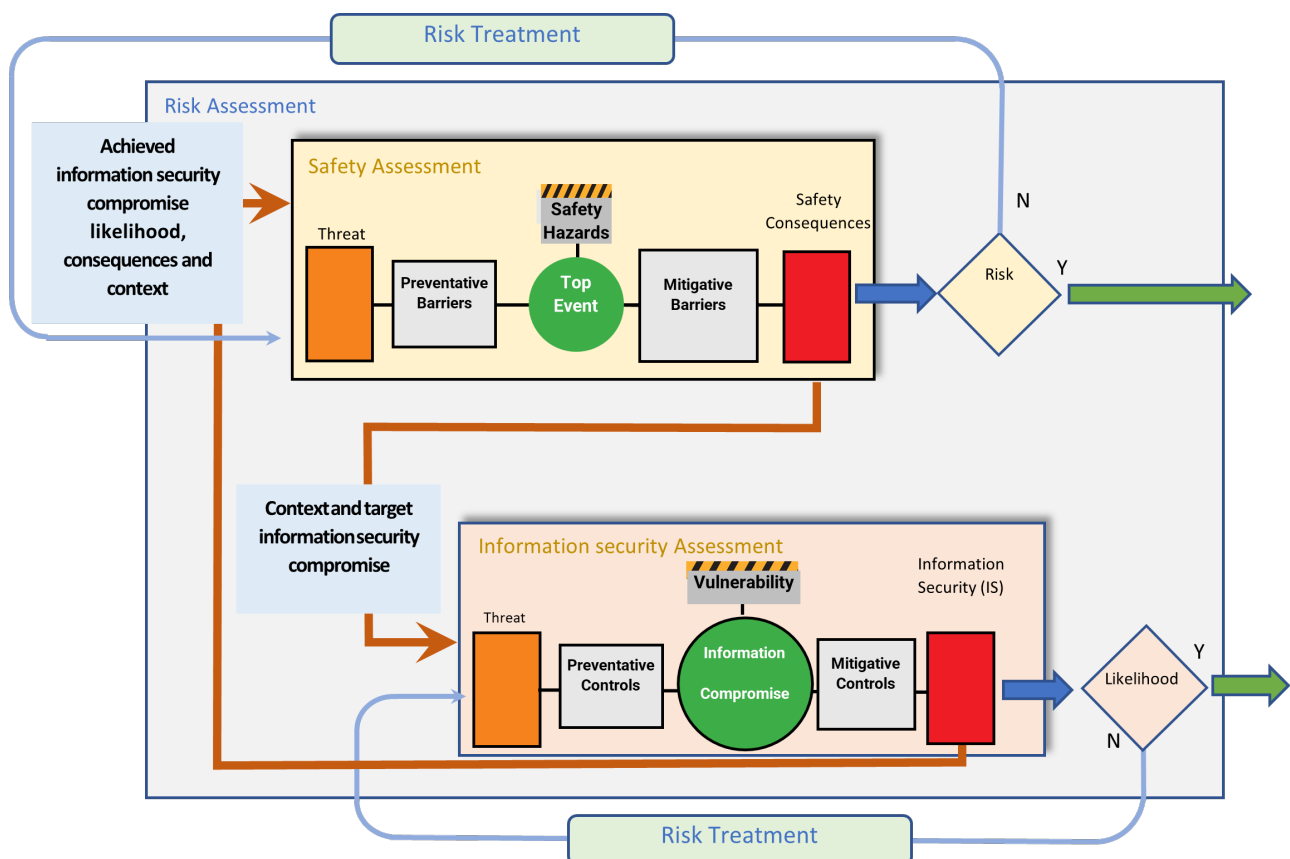 Risk Treatment
Risk Assessment
Achieved
information security
compromise
likelihood,
consequences and
context
Safety Assessment
Safety
Hazards
Safety
Consequences
Threat
Preventative
Barriers
Top
Event
Mitigative
Barriers
Risk
N
Y
Context and target
information security
compromise
Information security Assessment
Vulnerability
Information
Security (IS)
Threat
Preventative
Controls
Information
Compromise
Mitigative
Controls
Likelihood
Y
N
Risk Treatment